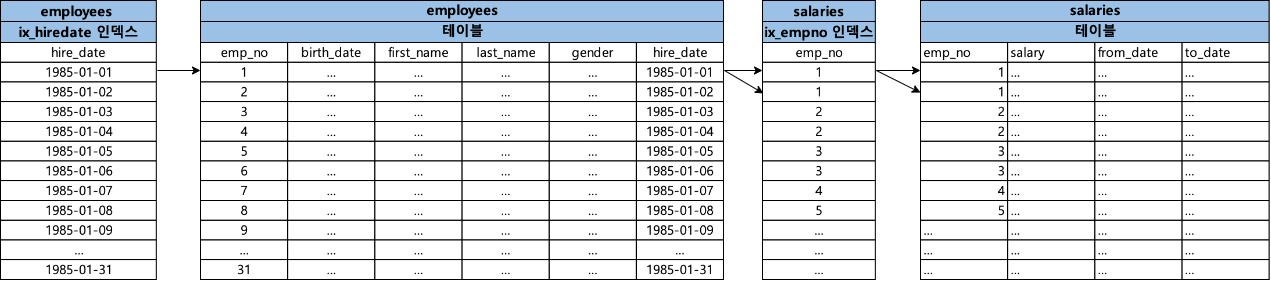 employees employees salaries salaries
ix_hiredate 인덱스 테이블 ix_empno 인덱스 테이블
hire_date emp_no birth_date first_name last_name gender hire_date emp_no emp_no salary from_date to_date
1985-01-01 1 ... ... ... ... 1985-01-01 1 1 ... ... ...
1985-01-02 2 ... ... ... ... 1985-01-02 1 1 ... ... ...
1985-01-03 3 ... ... ... ... 1985-01-03 2 2 ... ... ...
1985-01-04 4 ... ... ... ... 1985-01-04 2 2 ... ... ...
1985-01-05 5 ... ... ... ... 1985-01-05 3 3 ... ... ...
1985-01-06 6 ... ... ... ... 1985-01-06 3 3 ... ... ...
1985-01-07 7 ... ... ... ... 1985-01-07 4 4 ... ... ...
1985-01-08 8 ... ... ... ... 1985-01-08 5 5 ... ... ...
1985-01-09 9 ... ... ... ... 1985-01-09 ... ... ... ... ...
... ... ... ... ... ... ... ... ... ... ... ...
1985-01-31 31 ... ... ... ... 1985-01-31 ... ... ... ... ...